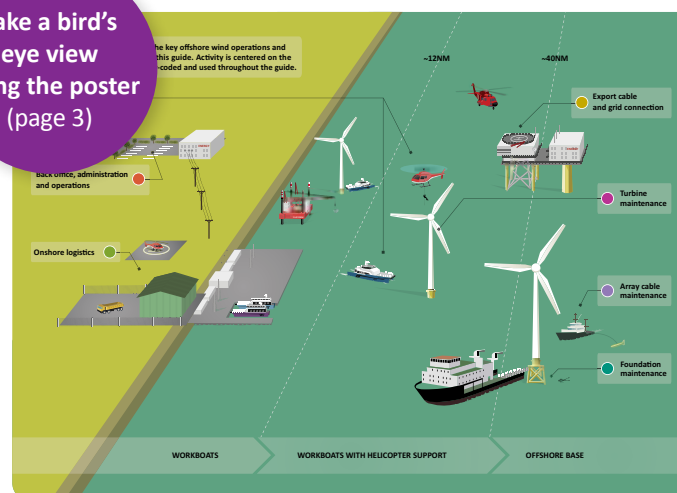 ake a bird's
eye view
ng the poster
(page 3)
he key offshore wind operations and
this guide. Activity is centered on the
-coded and used throughout the guide.
~12NM
~40NM
Export cable
and grid connection
Back office, administration
and operations
Turbine
maintenance
Onshore logistics
Array cable
maintenance
Foundation
maintenance
WORKBOATS
WORKBOATS WITH HELICOPTER SUPPORT
OFFSHORE BASE